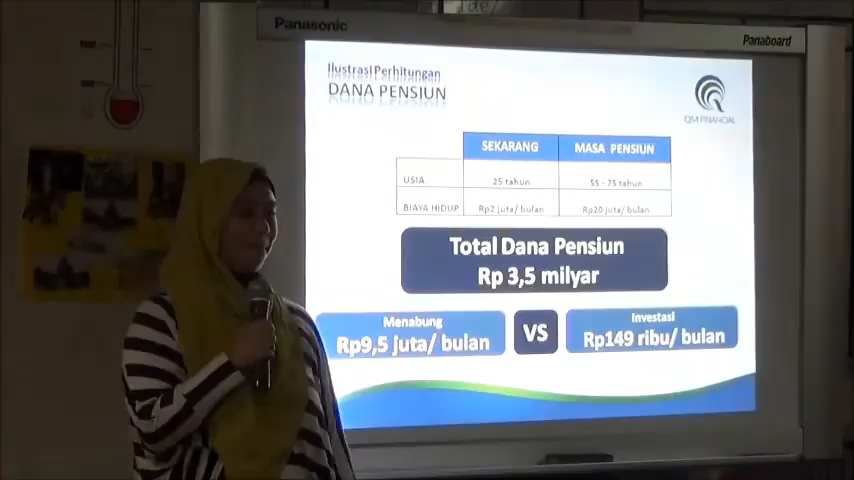 Panasonic
Panaboard
Ilustrasi Perhitungan
DANA PENSIUN
QM FINANCIAL
SEKARANG MASA PENSIUN
USIA 25 tahun 55 - 75 tahun
BIAYA HIDUP Rp2 juta/ bulan Rp20 juta/ bulan
Total Dana Pensiun
Rp 3,5 milyar
Menabung
Rp9,5 juta/ bulan
VS
Investasi
Rp149 ribu/ bulan